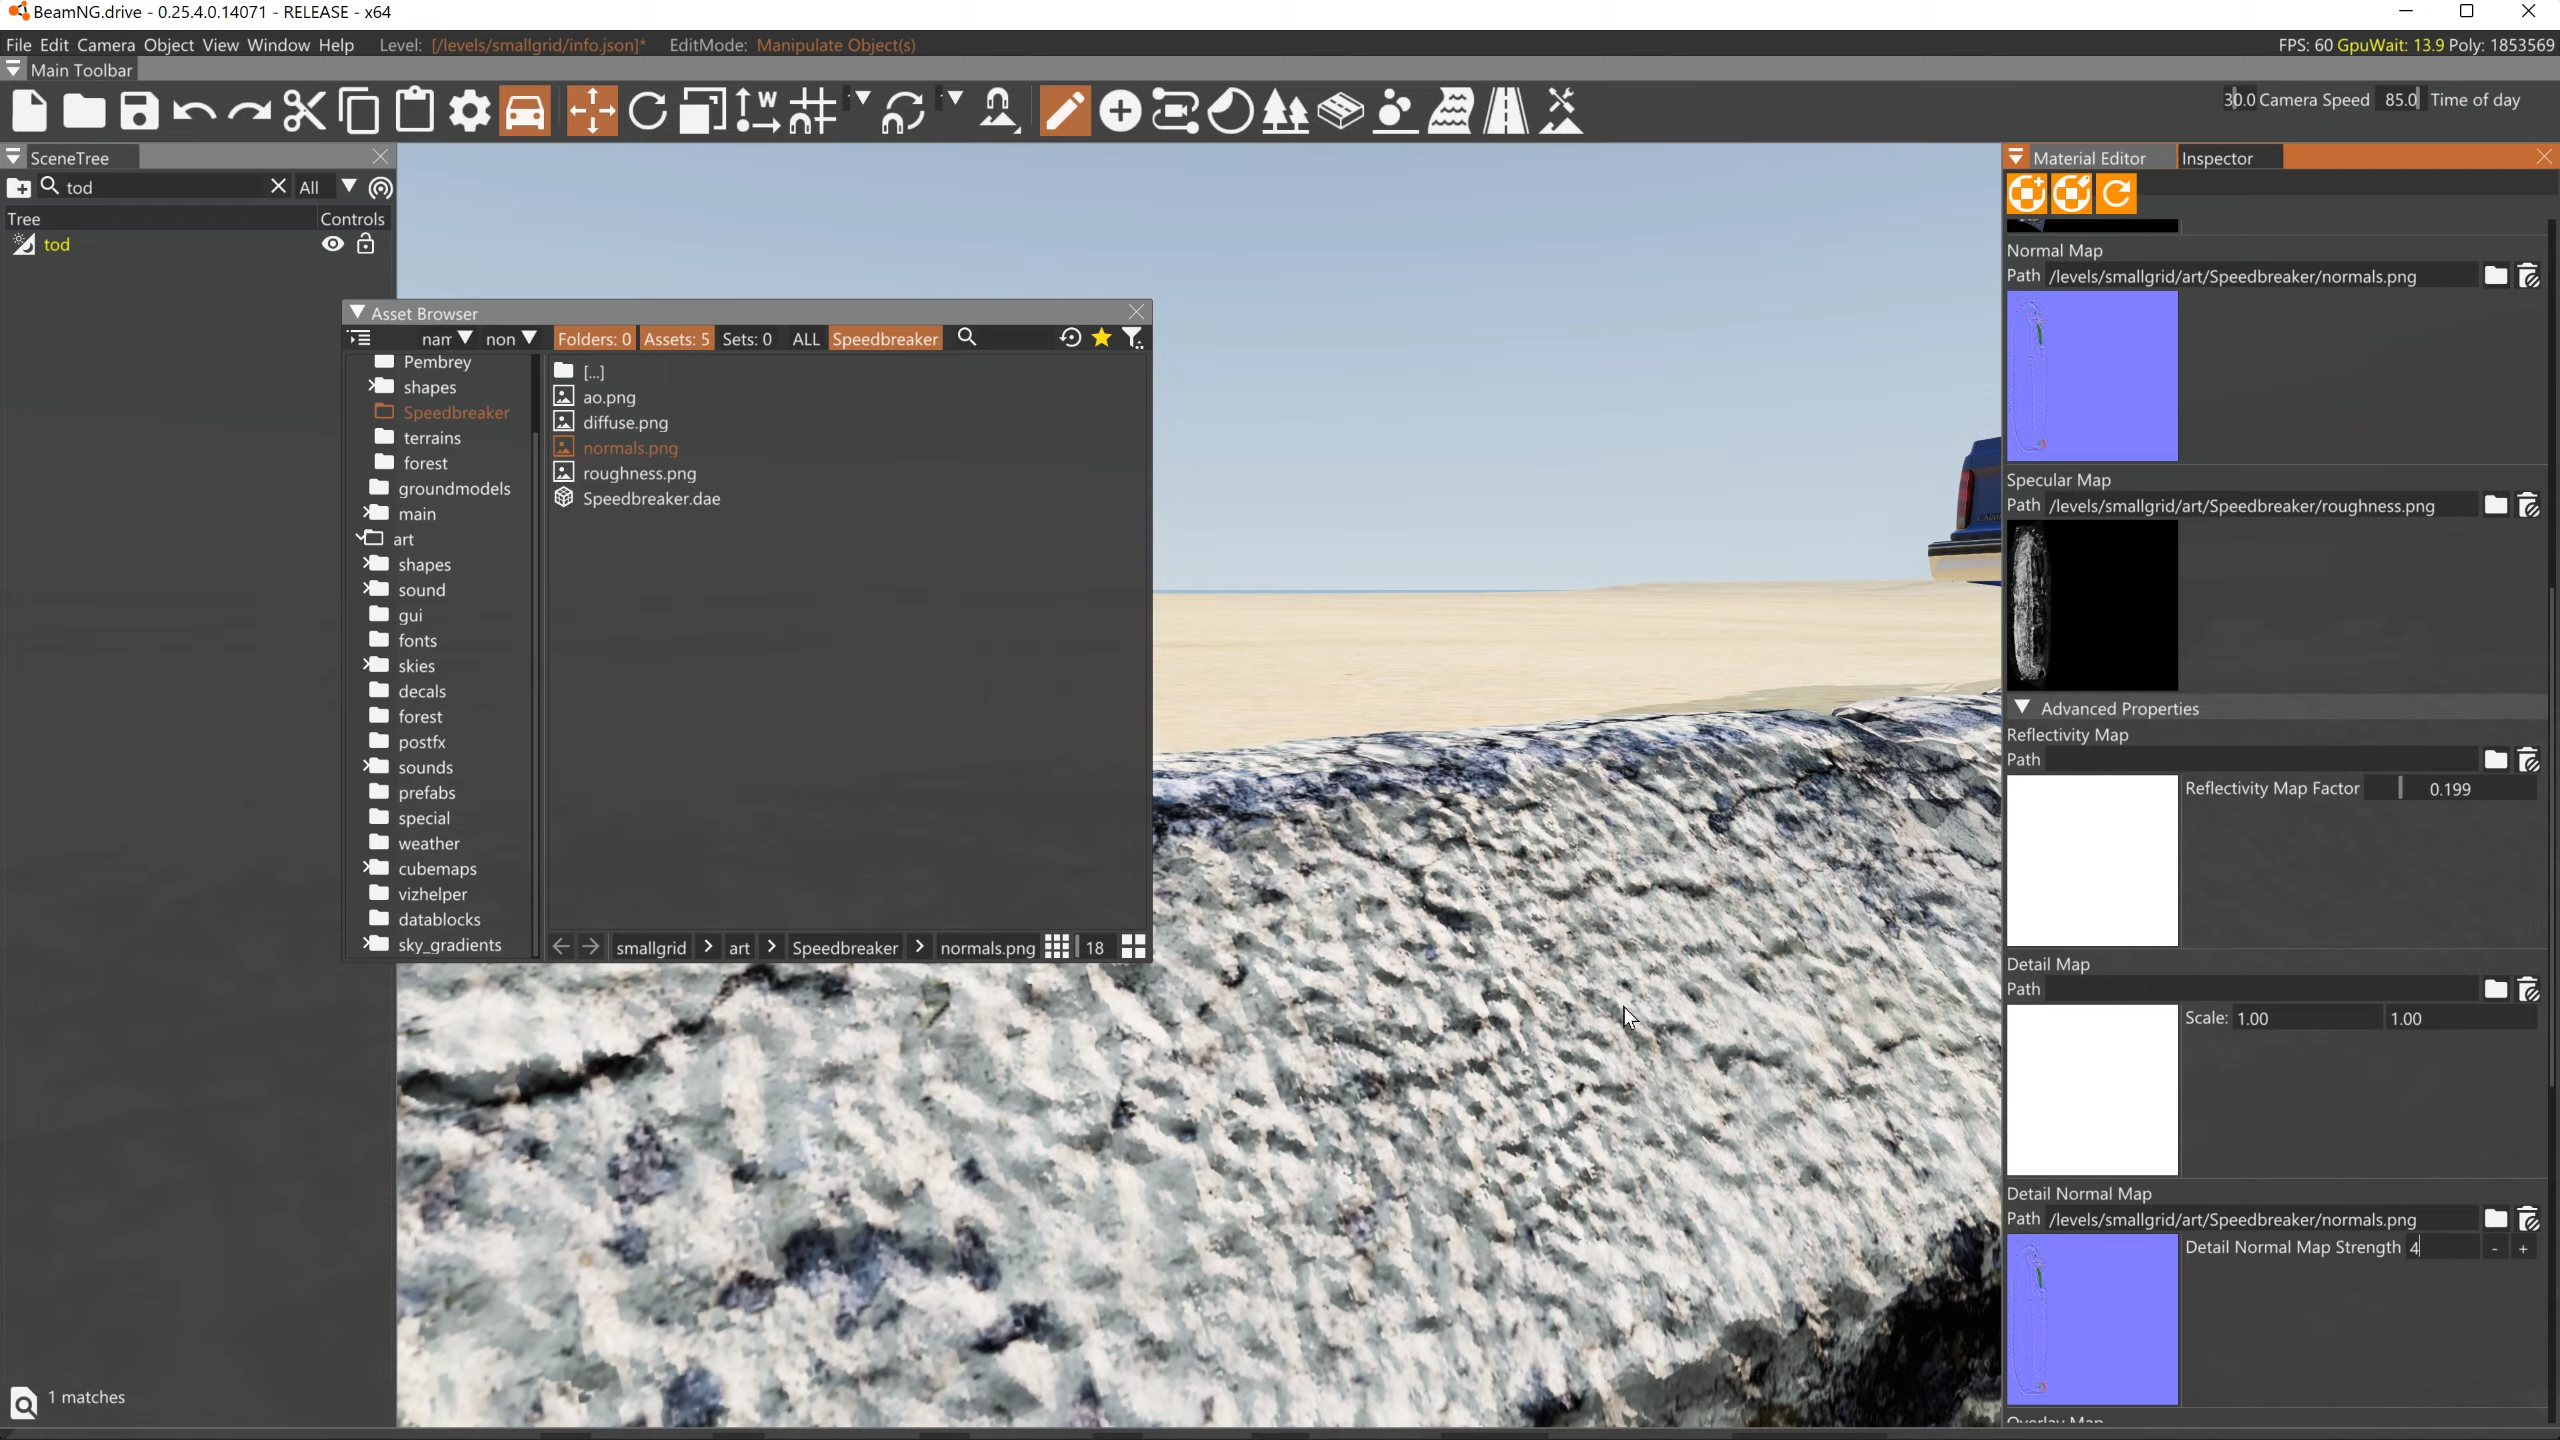 BeamNG.drive - 0.25.4.0.14071 - RELEASE - x64
File Edit Camera Object View Window Help Level: [/levels/smallgrid/info.json]* EditMode: Manipulate Object(s) FPS: 60 GpuWait: 13.9 Poly: 1853569
Main Toolbar
W
30.0 Camera Speed 85.0 Time of day
SceneTree
tod All
Tree Controls
tod
1 matches
Asset Browser
nam non Folders: 0 Assets: 5 Sets: 0 ALL Speedbreaker
Pembrey
shapes
Speedbreaker
terrains
forest
groundmodels
main
art
shapes
sound
gui
fonts
skies
decals
forest
postfx
sounds
prefabs
special
weather
cubemaps
vizhelper
datablocks
sky_gradients
[...]
ao.png
diffuse.png
normals.png
roughness.png
Speedbreaker.dae
smallgrid > art > Speedbreaker > normals.png 18
Material Editor Inspector
Normal Map
Path /levels/smallgrid/art/Speedbreaker/normals.png
Specular Map
Path /levels/smallgrid/art/Speedbreaker/roughness.png
Advanced Properties
Reflectivity Map
Path
Reflectivity Map Factor 0.199
Detail Map
Path
Scale: 1.00 1.00
Detail Normal Map
Path /levels/smallgrid/art/Speedbreaker/normals.png
Detail Normal Map Strength 4 - +
Overlay Map